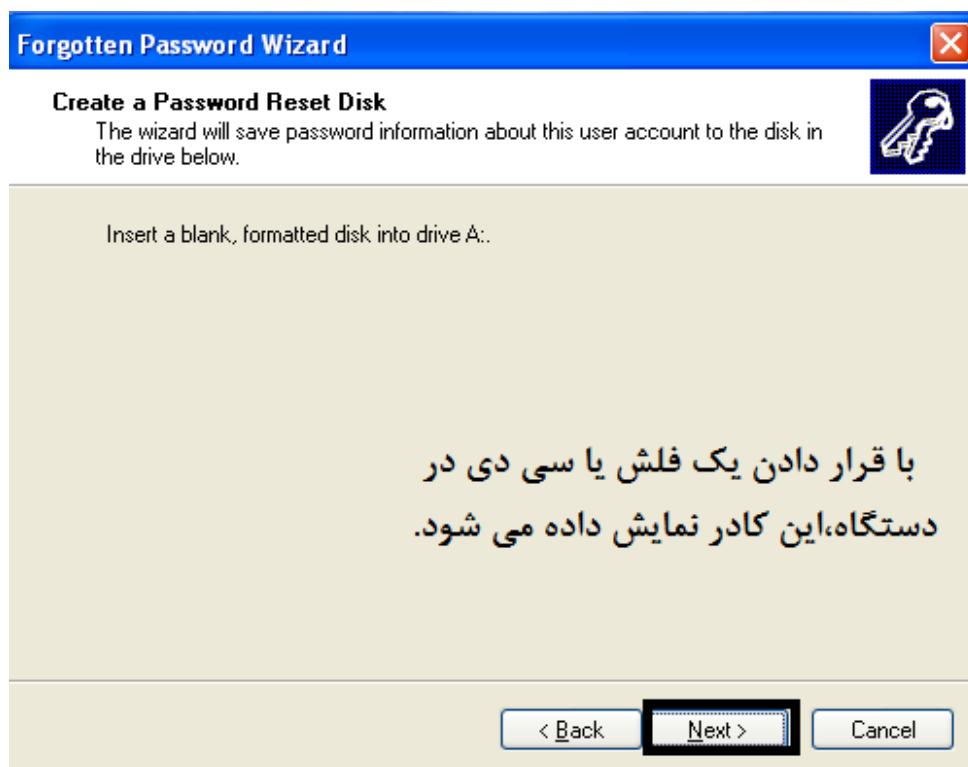 Forgotten Password Wizard
Create a Password Reset Disk
The wizard will save password information about this user account to the disk in
the drive below.
Insert a blank, formatted disk into drive A:.
با قرار دادن یک فلش یا سی دی در
دستگاه،این کادر نمایش داده می شود.
< Back Next > Cancel